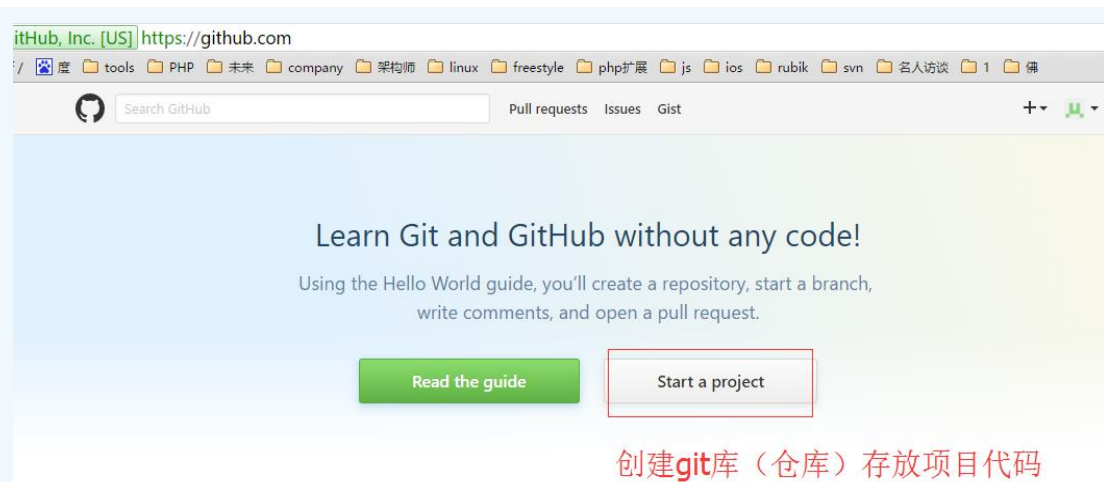 itHub, Inc. [US] https://github.com
/ 度 tools PHP 未来 company 架构师 linux freestyle php扩展 js ios rubik svn 名人访谈 1 佛
Search GitHub Pull requests Issues Gist
Learn Git and GitHub without any code!
Using the Hello World guide, you’ll create a repository, start a branch,
write comments, and open a pull request.
Read the guide Start a project
创建git库（仓库）存放项目代码